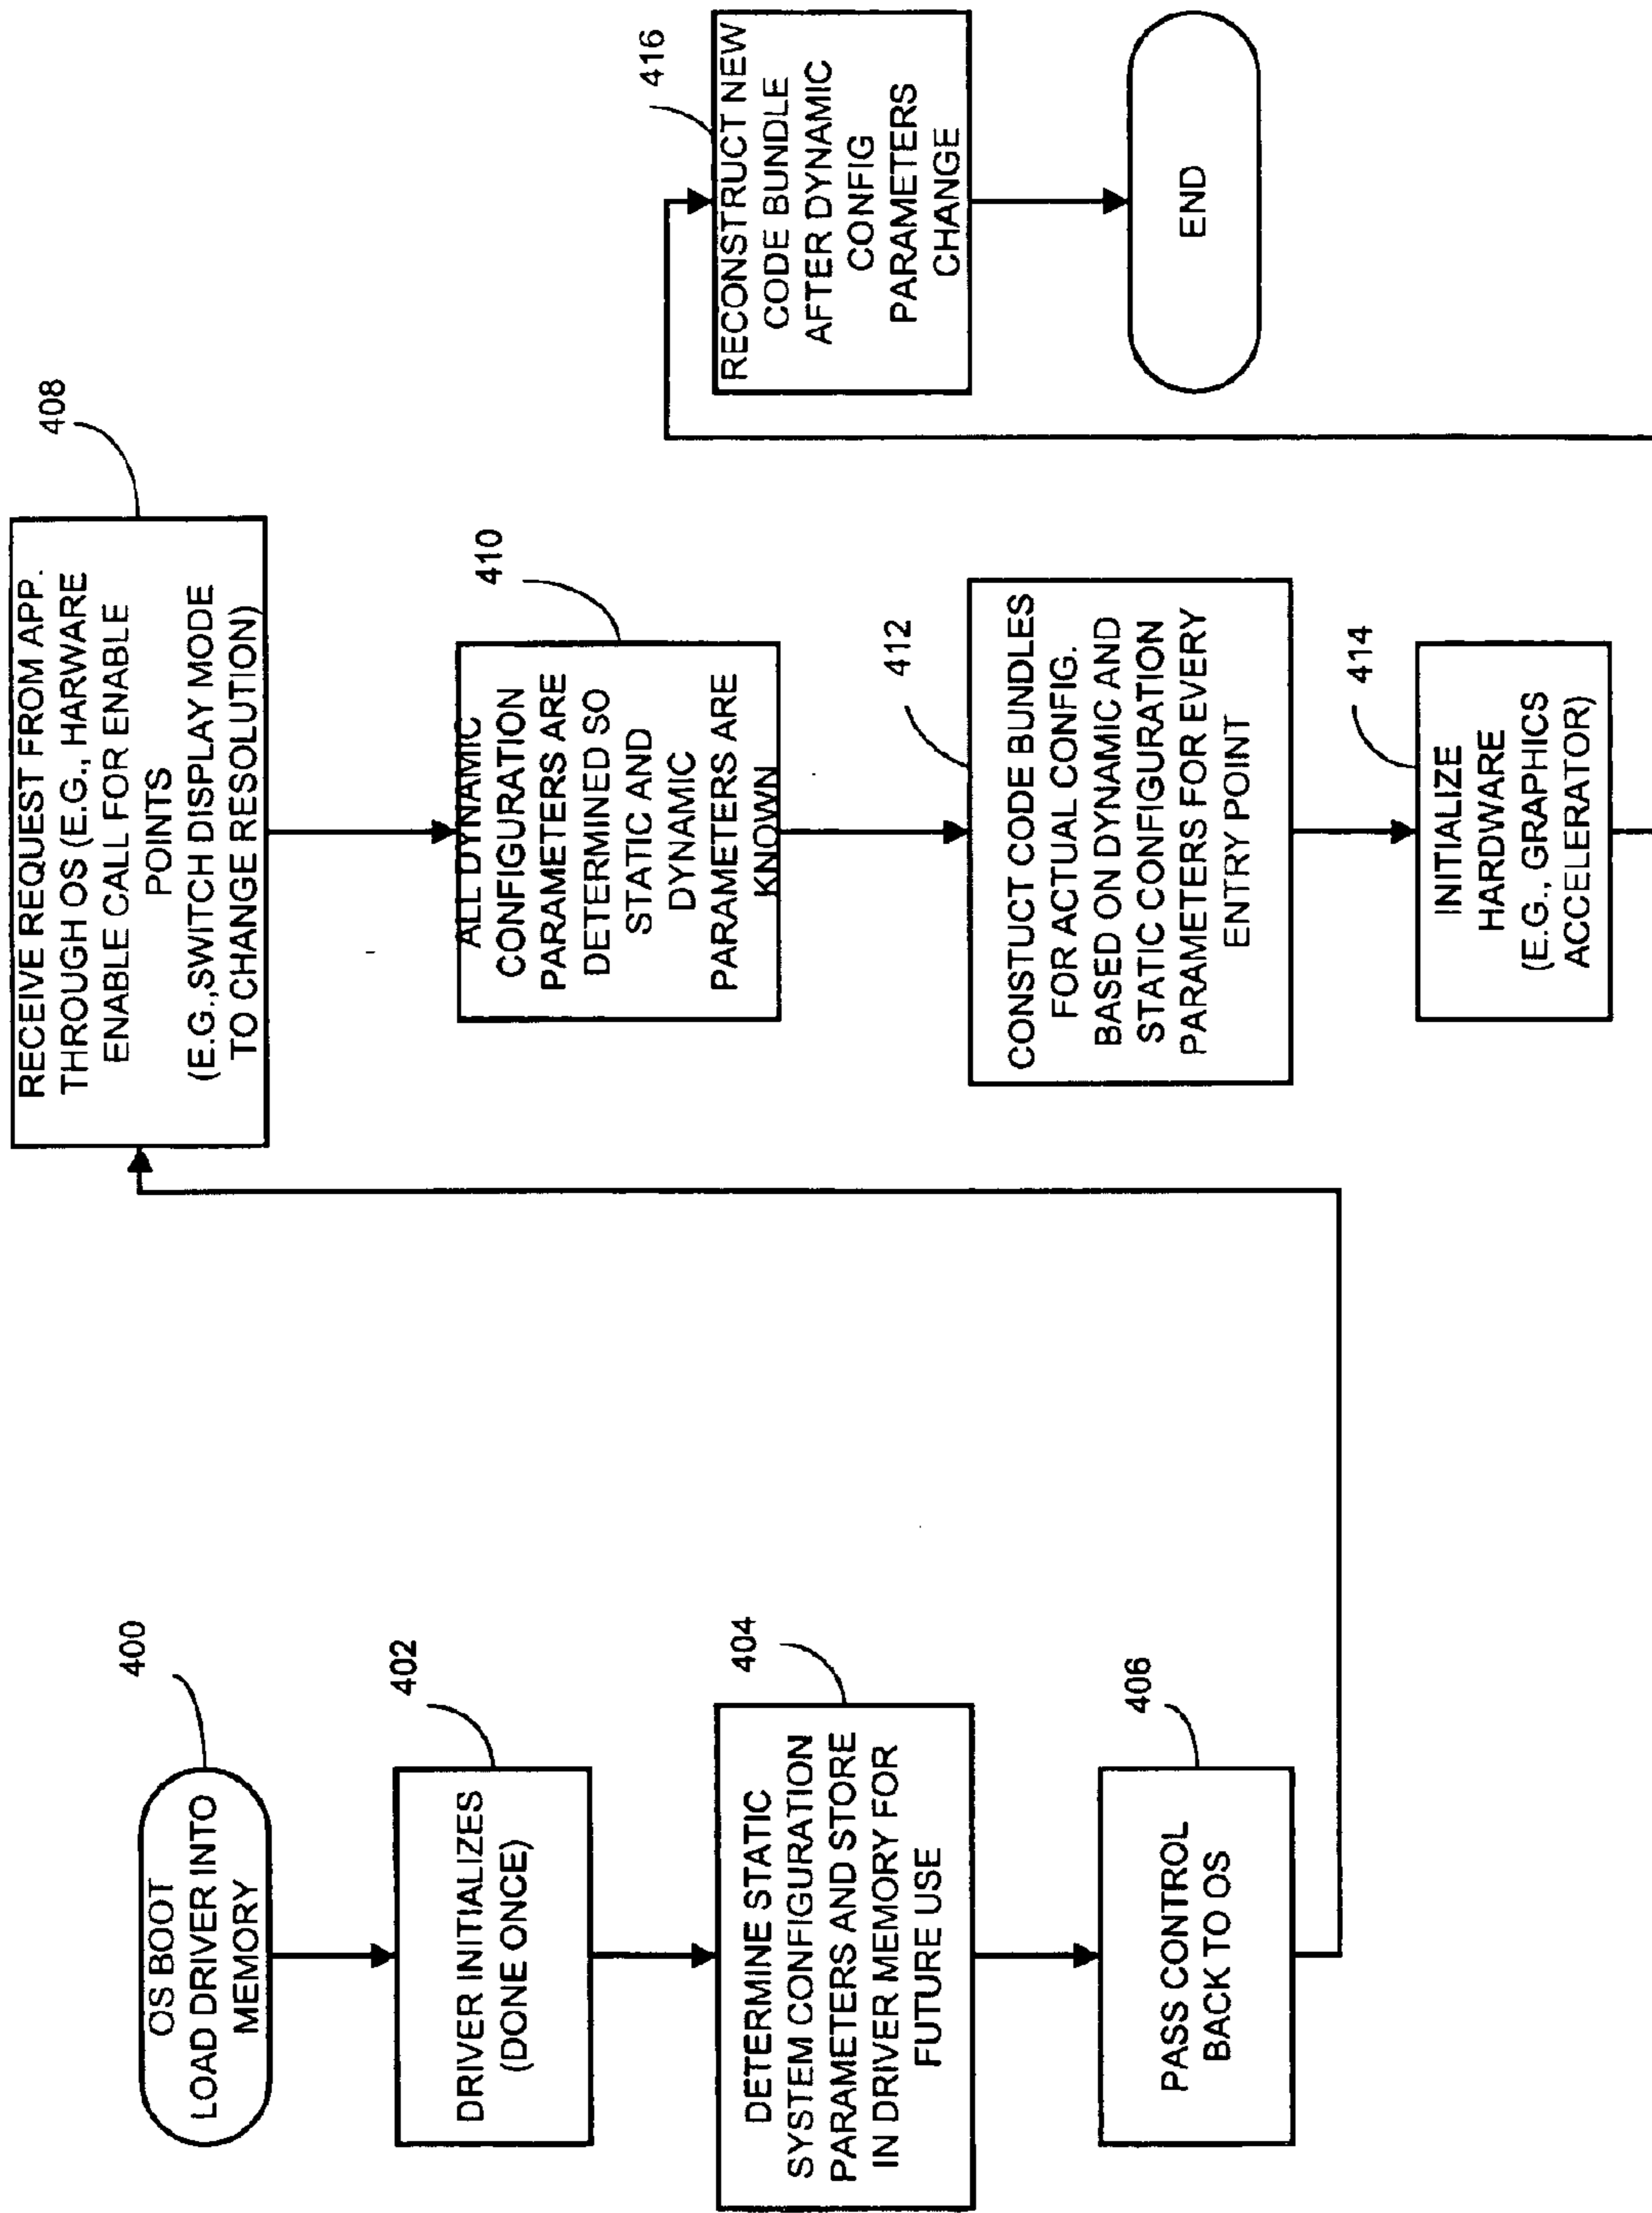 400
OS BOOT
LOAD DRIVER INTO
MEMORY
402
DRIVER INITIALIZES
(DONE ONCE)
404
DETERMINE STATIC
SYSTEM CONFIGURATION
PARAMETERS AND STORE
IN DRIVER MEMORY FOR
FUTURE USE
406
PASS CONTROL
BACK TO OS
408
RECEIVE REQUEST FROM APP.
THROUGH OS (E.G., HARWARE
ENABLE CALL FOR ENABLE
POINTS
(E.G.,SWITCH DISPLAY MODE
TO CHANGE RESOLUTION)
410
ALL DYNAMIC
CONFIGURATION
PARAMETERS ARE
DETERMINED SO
STATIC AND
DYNAMIC
PARAMETERS ARE
KNOWN
412
CONSTUCT CODE BUNDLES
FOR ACTUAL CONFIG.
BASED ON DYNAMIC AND
STATIC CONFIGURATION
PARAMETERS FOR EVERY
ENTRY POINT
414
INITIALIZE
HARDWARE
(E.G., GRAPHICS
ACCELERATOR)
416
RECONSTRUCT NEW
CODE BUNDLE
AFTER DYNAMIC
CONFIG
PARAMETERS
CHANGE
END